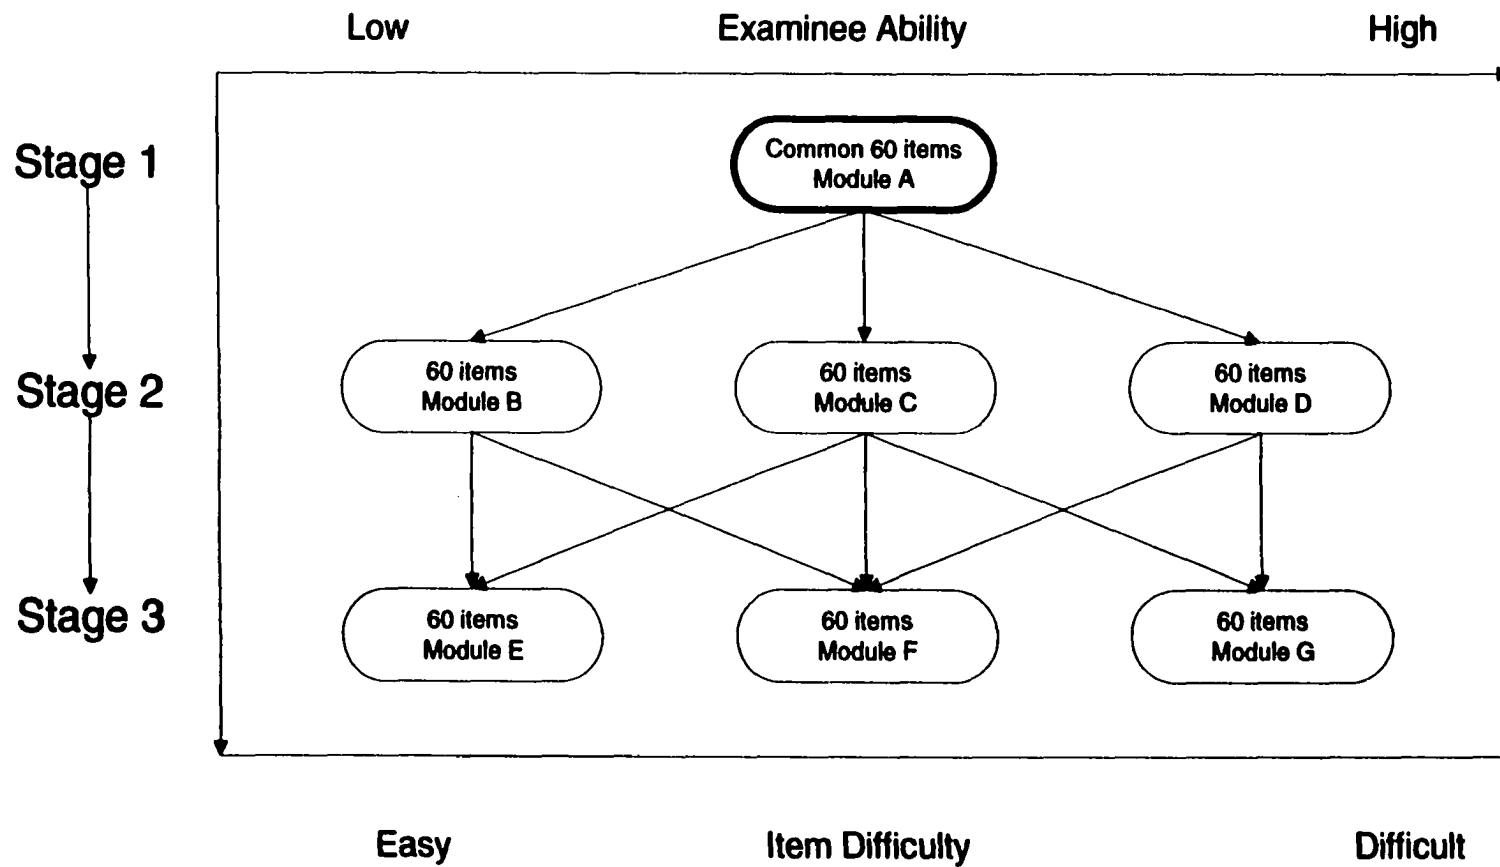 Low Examinee Ability High
Stage 1
Common 60 items
Module A
Stage 2
60 items
Module B
60 items
Module C
60 items
Module D
Stage 3
60 items
Module E
60 items
Module F
60 items
Module G
Easy Item Difficulty Difficult